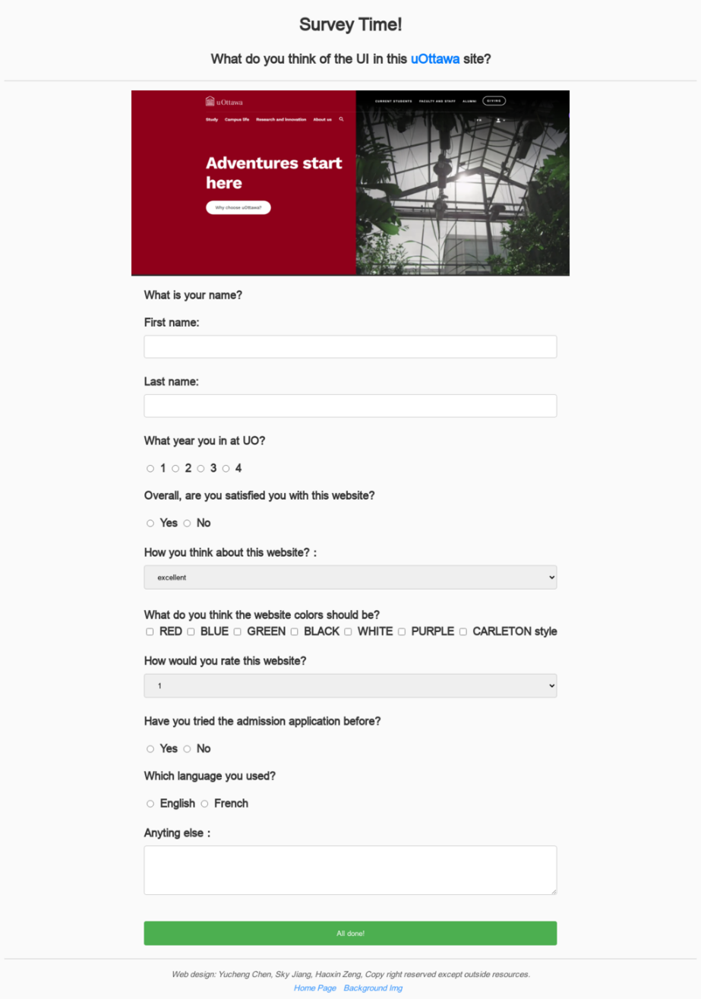 Survey Time!
What do you think of the UI in this uOttawa site?
uOttawa
CURRENT STUDENTS FACULTY AND STAFF ALUMNI GIVING
Study Campus life Research and innovation About us
FR
Adventures start
here
Why choose uOttawa?
What is your name?
First name:
Last name:
What year you in at UO?
1 2 3 4
Overall, are you satisfied you with this website?
Yes No
How you think about this website? :
excellent
What do you think the website colors should be?
RED BLUE GREEN BLACK WHITE PURPLE CARLETON style
How would you rate this website?
1
Have you tried the admission application before?
Yes No
Which language you used?
English French
Anyting else :
All done!
Web design: Yucheng Chen, Sky Jiang, Haoxin Zeng, Copy right reserved except outside resources.
Home Page Background Img